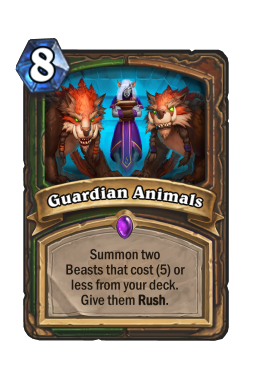 8
Guardian Animals
Summon two
Beasts that cost (5) or
less from your deck.
Give them Rush.